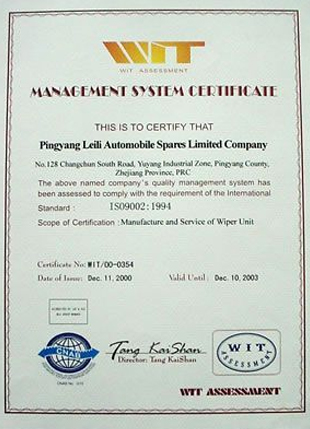 WIT
WIT ASSESSMENT
MANAGEMENT SYSTEM CERTIFICATE
THIS IS TO CERTIFY THAT
Pingyang Leili Automobile Spares Limited Company
No.128 Changchun South Road, Yuyang Industrial Zone, Pingyang County,
Zhejiang Province, PRC
The above named company`s quality management system has
been assessed to comply with the requirement of the International
Standard : ISO9002:1994
Scope of Certification : Manufacture and Service of Wiper Unit
Certificate No: WIT/00-0354
Date of Issue: Dec. 11, 2000 Valid Until: Dec. 10, 2003
CNAB
Tang KaiShan
Director: Tang KaiShan
WIT
ASSESSMENT
WIT ASSESSMENT